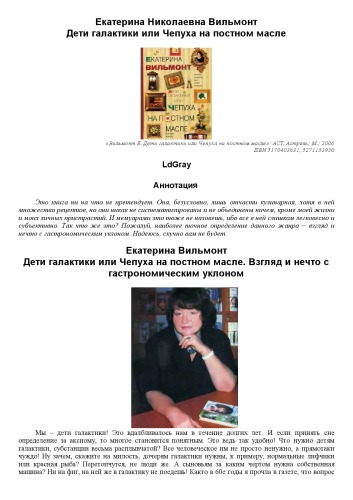 Екатерина Николаевна Вильмонт
Дети галактики или Чепуха на постном масле
ЕКАТЕРИНА
ВИЛЬМОНТ
ДЕТИ
ГАЛАКТИКИ
ИЛИ
ЧЕПУХА
НА ПОСТНОМ
МАСЛЕ
«Вильмонт Е. Дети галактики или Чепуха на постном масле»: АСТ, Астрель; М.; 2006
ISBN 5170403631, 5271153930
LdGray
Аннотация
Это книга ни на что не претендует. Она, безусловно, лишь отчасти кулинарная, хотя в ней
множество рецептов, но они никак не систематизированы и не объединены ничем, кроме моей жизни
и моих личных пристрастий. И мемуарами это тоже не назовешь, ибо все в ней слишком легковесно и
субъективно. Так что же это? Пожалуй, наиболее точное определение данного жанра – взгляд и
нечто с гастрономическим уклоном. Надеюсь, скучно вам не будет.
Екатерина Вильмонт
Дети галактики или Чепуха на постном масле. Взгляд и нечто с
гастрономическим уклоном
Мы – дети галактики! Это вдалбливалось нам в течение долгих лет. И если принять сие
определение за аксиому, то многое становится понятным. Это ведь так удобно! Что нужно детям
галактики, субстанции весьма расплывчатой? Все человеческое им не просто ненужно, а прямотаки
чуждо! Ну зачем, скажите на милость, дочерям галактики нужны, к примеру, нормальные лифчики
или красная рыба? Перетопчутся, не люди же. А сыновьям за каким чертом нужна собственная
машина? Ни на фиг, на ней же в галактику не поедешь! Както в 60е годы я прочла в газете, что вопрос